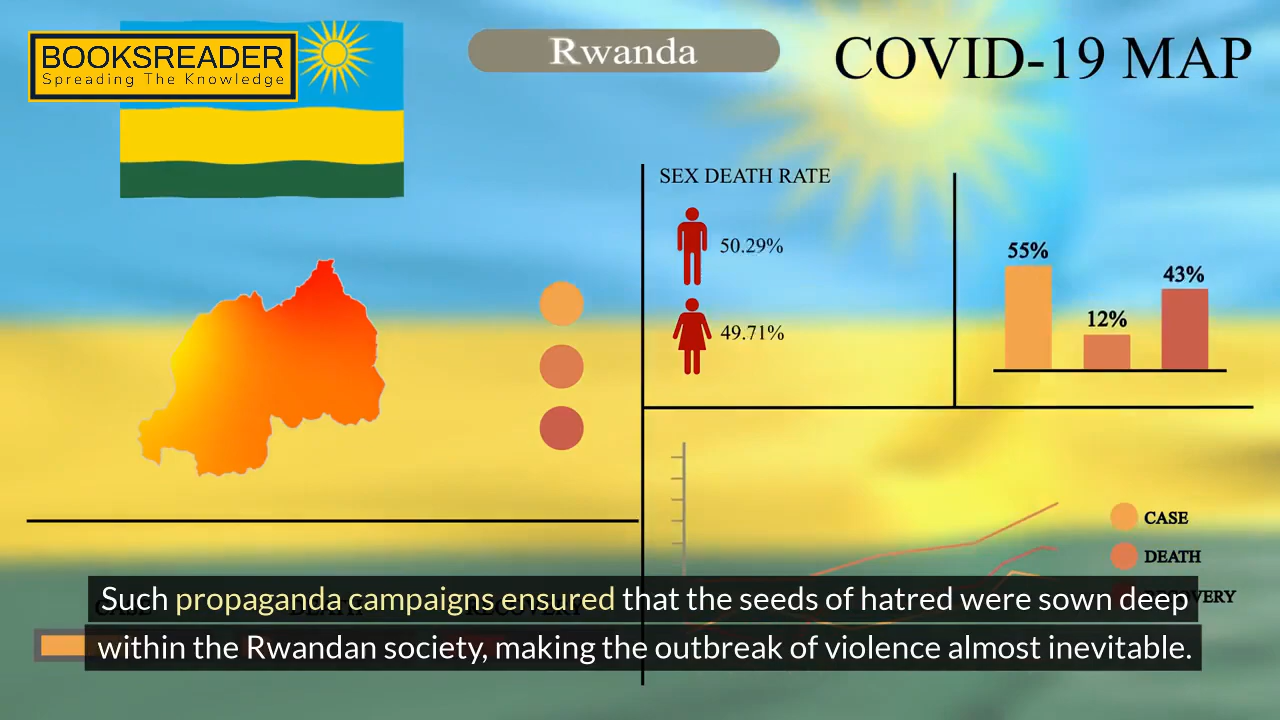 BOOKSREADER
Spreading The Knowledge
Rwanda
COVID-19 MAP
SEX DEATH RATE
50.29%
49.71%
55%
12%
43%
CASE
DEATH
Such propaganda campaigns ensured that the seeds of hatred were sown deep
within the Rwandan society, making the outbreak of violence almost inevitable.